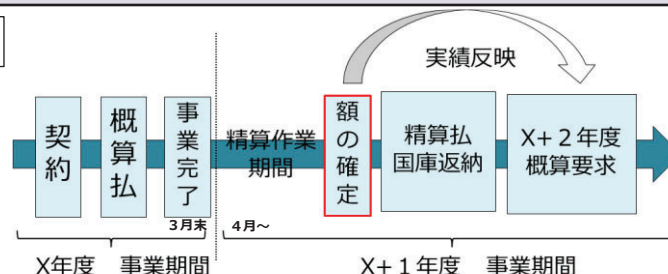 実績反映
契約
概算払
事業完了
精算作業
期間
額の確定
精算払
国庫返納
X+2年度
概算要求
3月末
4月~
X年度 事業期間
X+1年度 事業期間